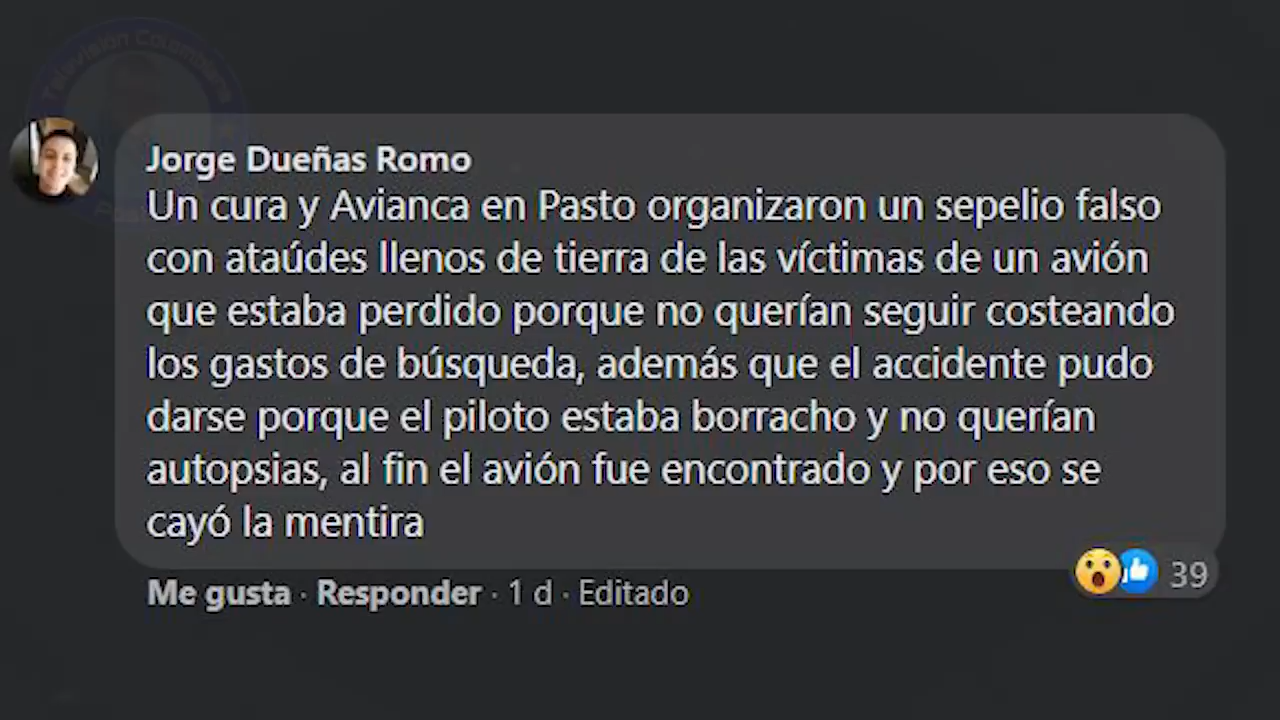 Televisión Colombiana
Jorge Dueñas Romo
Un cura y Avianca en Pasto organizaron un sepelio falso
con ataúdes llenos de tierra de las víctimas de un avión
que estaba perdido porque no querían seguir costeando
los gastos de búsqueda, además que el accidente pudo
darse porque el piloto estaba borracho y no querían
autopsias, al fin el avión fue encontrado y por eso se
cayó la mentira
Me gusta · Responder · 1 d · Editado
39